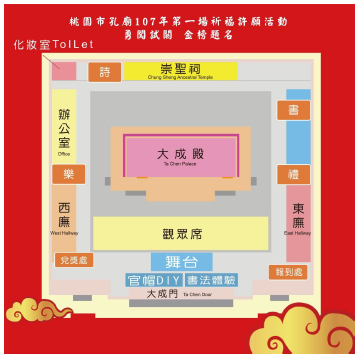 桃園市孔廟107年第一場祈福許願活動
勇闖試闈 金榜題名
化妝室ToILet
詩
崇聖祠
Chung Sheng Ancestral Temple
辦公室
Office
書
大成殿
Ta Chen Palace
樂
禮
西廡
West Hallway
東廡
East Hallway
觀眾席
兌獎處
舞台
報到處
官帽DIY
書法體驗
大成門 Ta Chen Door